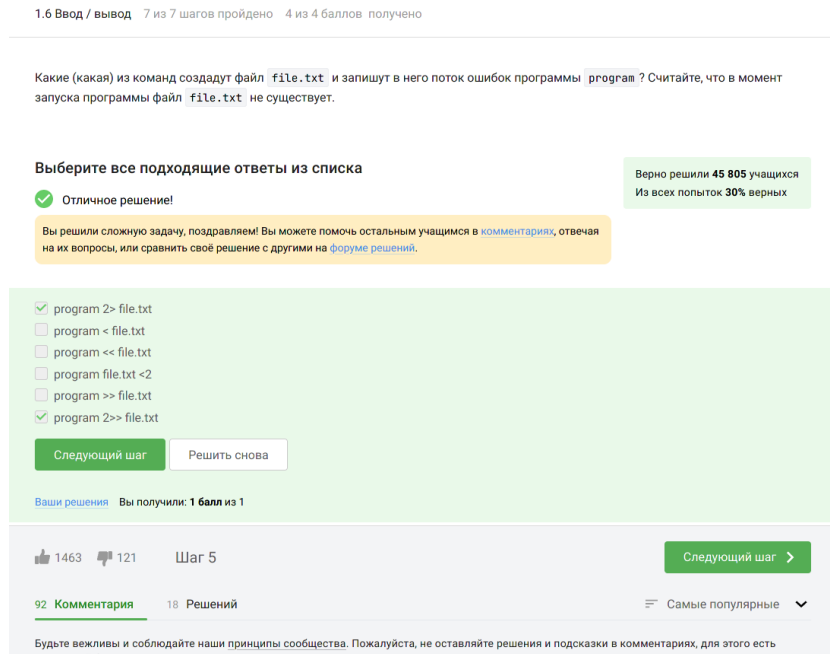 1.6 Ввод / вывод 7 из 7 шагов пройдено 4 из 4 баллов получено
Какие (какая) из команд создадут файл file.txt и запишут в него поток ошибок программы program ? Считайте, что в момент
запуска программы файл file.txt не существует.
Выберите все подходящие ответы из списка
Верно решили 45 805 учащихся
Из всех попыток 30% верных
Отличное решение!
Вы решили сложную задачу, поздравляем! Вы можете помочь остальным учащимся в комментариях, отвечая
на их вопросы, или сравнить своё решение с другими на форуме решений.
program 2> file.txt
program < file.txt
program << file.txt
program file.txt <2
program >> file.txt
program 2>> file.txt
Следующий шаг Решить снова
Ваши решения Вы получили: 1 балл из 1
1463 121 Шаг 5 Следующий шаг
92 Комментария 18 Решений Самые популярные
Будьте вежливы и соблюдайте наши принципы сообщества. Пожалуйста, не оставляйте решения и подсказки в комментариях, для этого есть